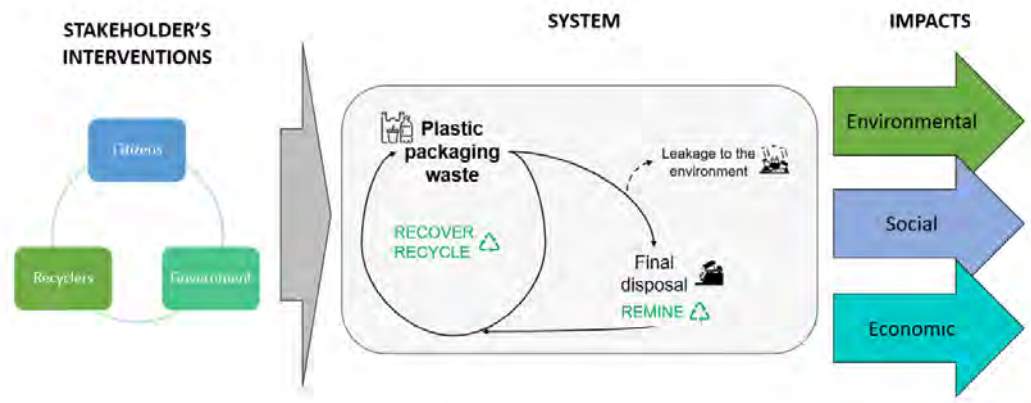 STAKEHOLDER'S
INTERVENTIONS
Citizens
Recyclers
Government
SYSTEM
Plastic
packaging
waste
Leakage to the
environment
RECOVER
RECYCLE
Final
disposal
REMINE
IMPACTS
Environmental
Social
Economic